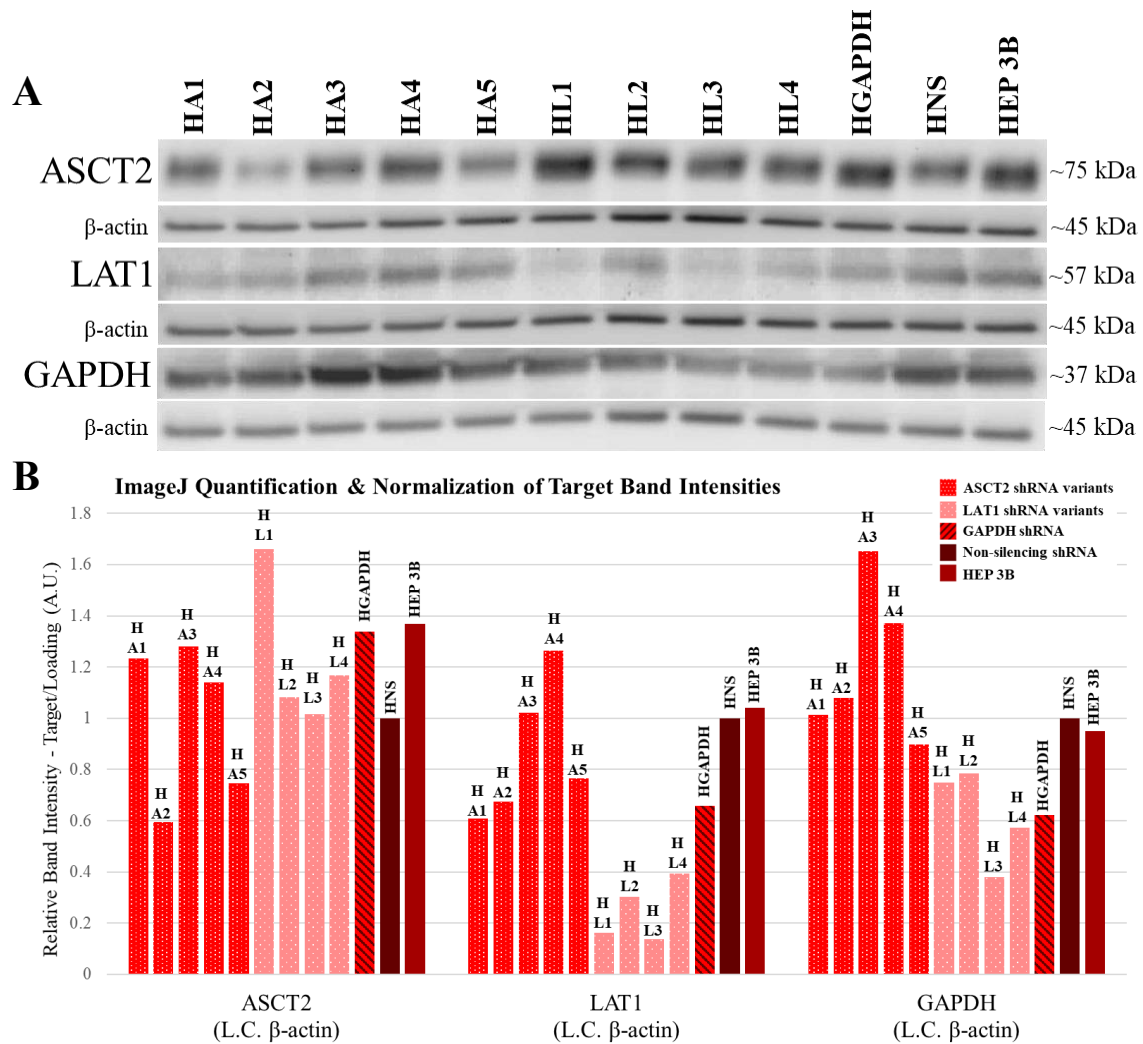 A
HA1 HA2 HA3 HA4 HA5 HL1 HL2 HL3 HL4 HGAPDH HNS HEP 3B
ASCT2 ~75 kDa
β-actin ~45 kDa
LAT1 ~57 kDa
β-actin ~45 kDa
GAPDH ~37 kDa
β-actin ~45 kDa
B
ImageJ Quantification & Normalization of Target Band Intensities
ASCT2 shRNA variants
LAT1 shRNA variants
GAPDH shRNA
Non-silencing shRNA
HEP 3B
Relative Band Intensity - Target/Loading (A.U.)
1.8
1.6
1.4
1.2
1
0.8
0.6
0.4
0.2
0
H A1
H A2
H A3
H A4
H A5
H L1
H L2
H L3
H L4
HGAPDH
HNS
HEP 3B
H A1
H A2
H A3
H A4
H A5
H L1
H L2
H L3
H L4
HGAPDH
HNS
HEP 3B
H A1
H A2
H A3
H A4
H A5
H L1
H L2
H L3
H L4
HGAPDH
HNS
HEP 3B
ASCT2
(L.C. β-actin)
LAT1
(L.C. β-actin)
GAPDH
(L.C. β-actin)